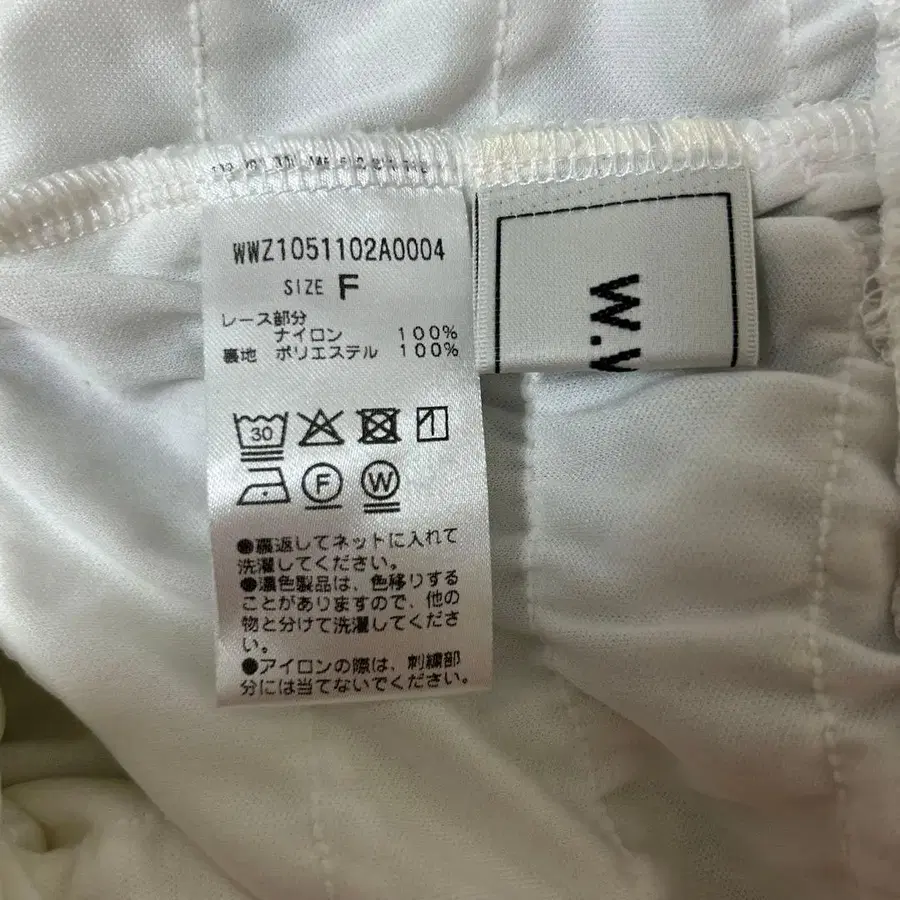 WWZ1051102A0004
SIZE F
レース部分
ナイロン 100%
裏地 ポリエステル 100%
30
F W
●裏返してネットに入れて
洗濯してください。
●濃色製品は、色移りする
ことがありますので、他の
物と分けて洗濯してくださ
い。
●アイロンの際は、刺繍部
分には当てないでください。
W.